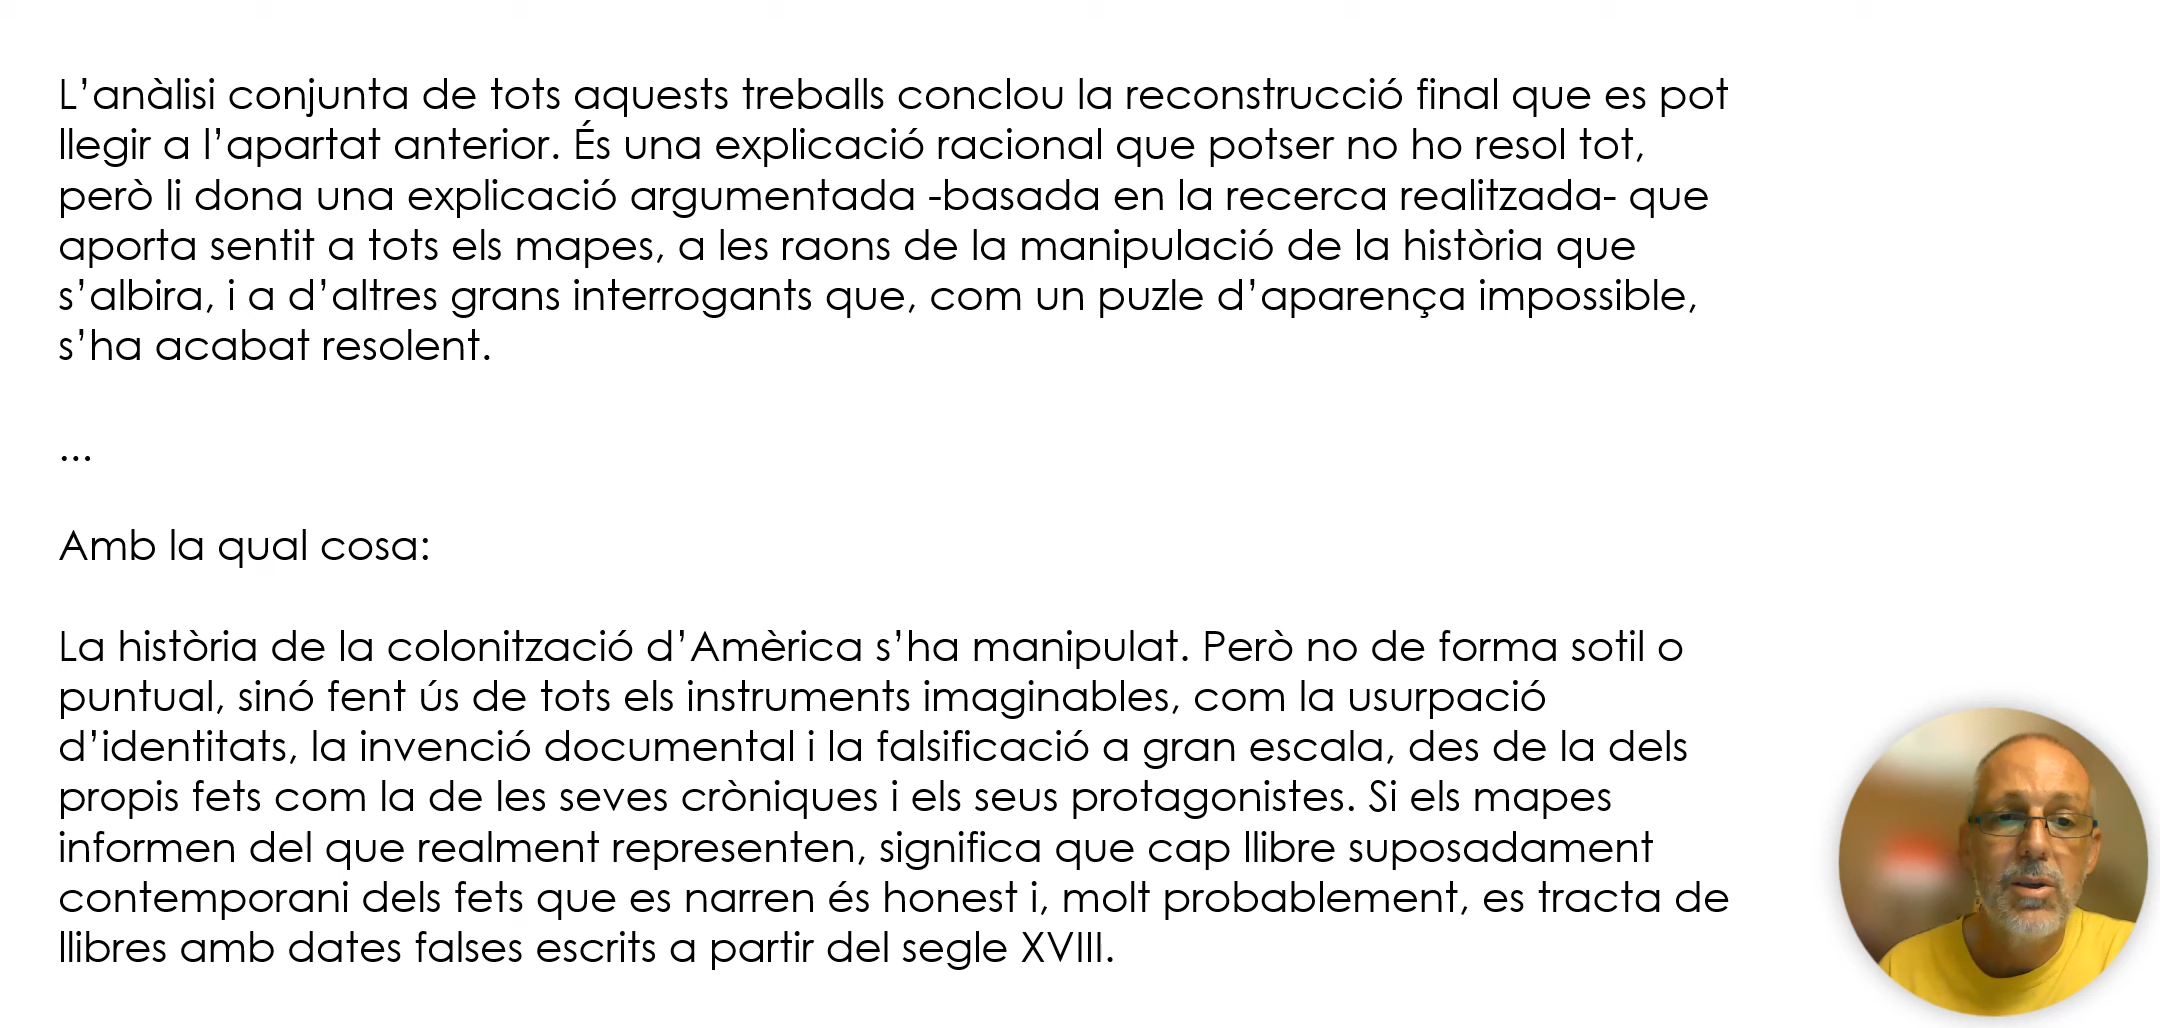 L’anàlisi conjunta de tots aquests treballs conclou la reconstrucció final que es pot
llegir a l’apartat anterior. És una explicació racional que potser no ho resol tot,
però li dona una explicació argumentada -basada en la recerca realitzada- que
aporta sentit a tots els mapes, a les raons de la manipulació de la història que
s’albira, i a d’altres grans interrogants que, com un puzle d’aparença impossible,
s’ha acabat resolent.
...
Amb la qual cosa:
La història de la colonització d’Amèrica s’ha manipulat. Però no de forma sotil o
puntual, sinó fent ús de tots els instruments imaginables, com la usurpació
d’identitats, la invenció documental i la falsificació a gran escala, des de la dels
propis fets com la de les seves cròniques i els seus protagonistes. Si els mapes
informen del que realment representen, significa que cap llibre suposadament
contemporani dels fets que es narren és honest i, molt probablement, es tracta de
llibres amb dates falses escrits a partir del segle XVIII.